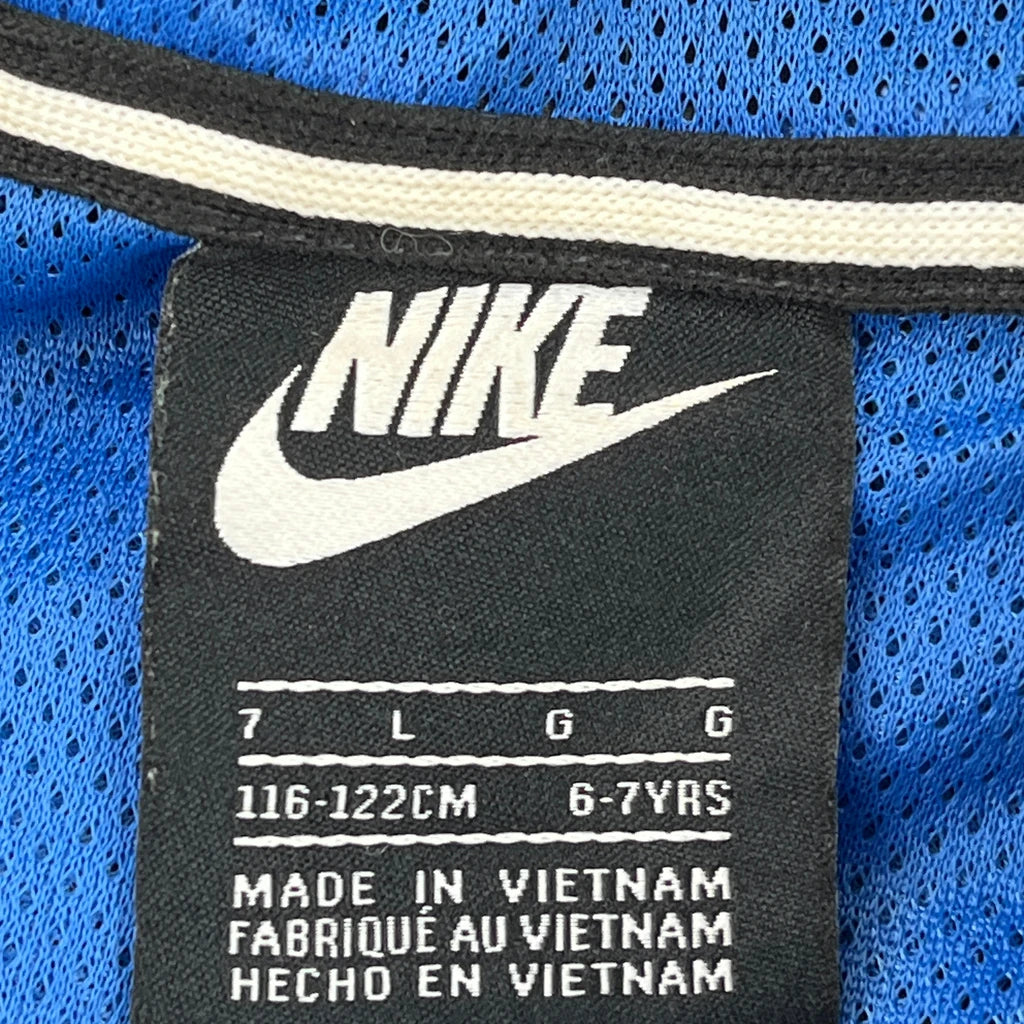 NIKE
7 L G G
116-122CM 6-7YRS
MADE IN VIETNAM
FABRIQUÉ AU VIETNAM
HECHO EN VIETNAM